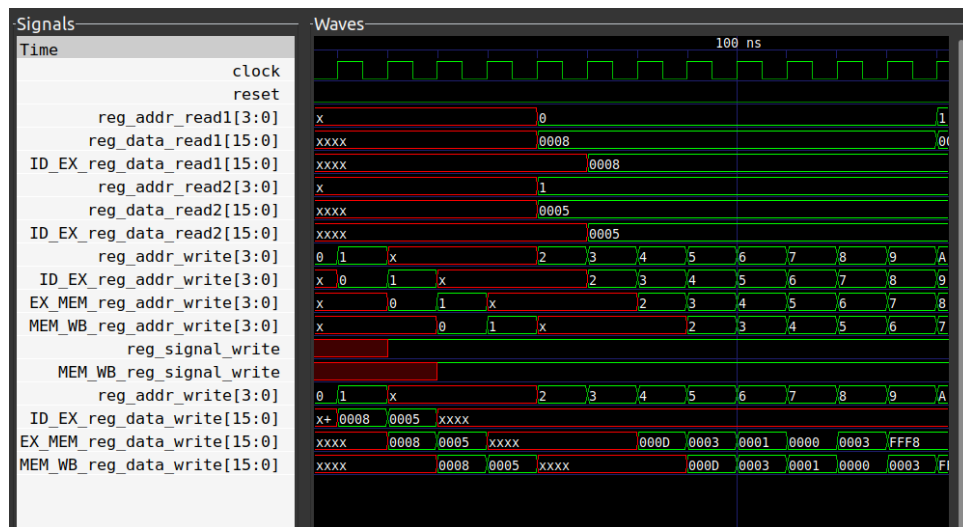 Signals
Waves
Time
100 ns
clock
reset
reg_addr_read1[3:0] x 0 1
reg_data_read1[15:0] xxxx 0008 00
ID_EX_reg_data_read1[15:0] xxxx 0008
reg_addr_read2[3:0] x 1
reg_data_read2[15:0] xxxx 0005
ID_EX_reg_data_read2[15:0] xxxx 0005
reg_addr_write[3:0] 0 1 x 2 3 4 5 6 7 8 9 A
ID_EX_reg_addr_write[3:0] x 0 1 x 2 3 4 5 6 7 8 9
EX_MEM_reg_addr_write[3:0] x 0 1 x 2 3 4 5 6 7 8
MEM_WB_reg_addr_write[3:0] x 0 1 x 2 3 4 5 6 7
reg_signal_write
MEM_WB_reg_signal_write
reg_addr_write[3:0] 0 1 x 2 3 4 5 6 7 8 9 A
ID_EX_reg_data_write[15:0] x+ 0008 0005 xxxx
EX_MEM_reg_data_write[15:0] xxxx 0008 0005 xxxx 000D 0003 0001 0000 0003 FFF8
MEM_WB_reg_data_write[15:0] xxxx 0008 0005 xxxx 000D 0003 0001 0000 0003